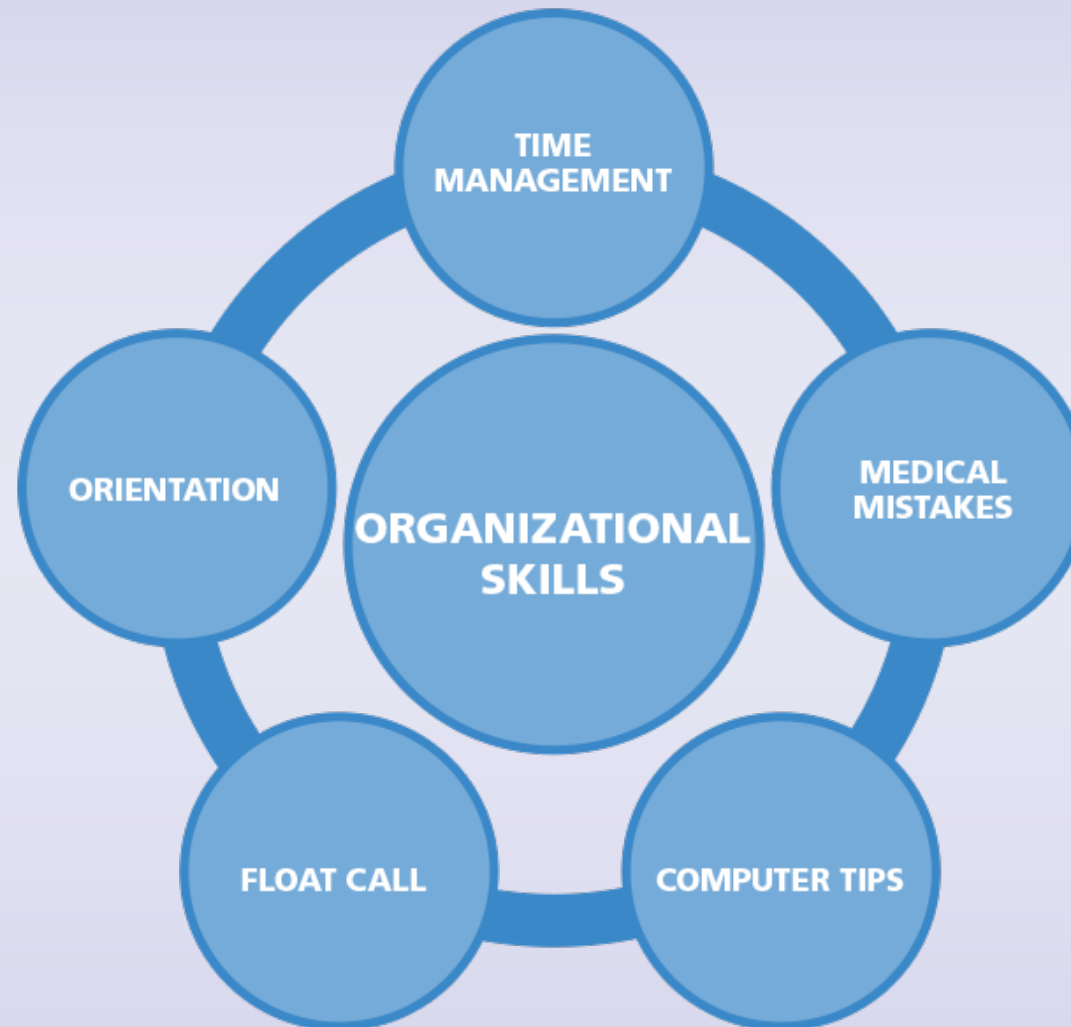 TIME
MANAGEMENT
MEDICAL
MISTAKES
ORIENTATION
ORGANIZATIONAL
SKILLS
FLOAT CALL
COMPUTER TIPS